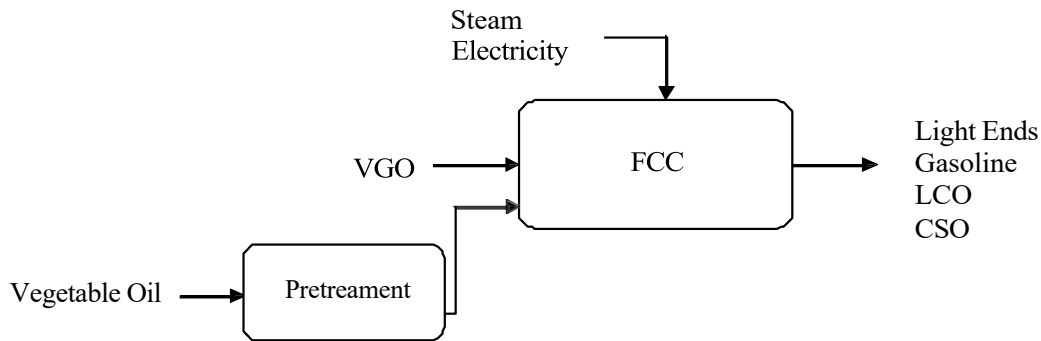 Steam
Electricity
VGO
FCC
Light Ends
Gasoline
LCO
CSO
Vegetable Oil
Pretreament